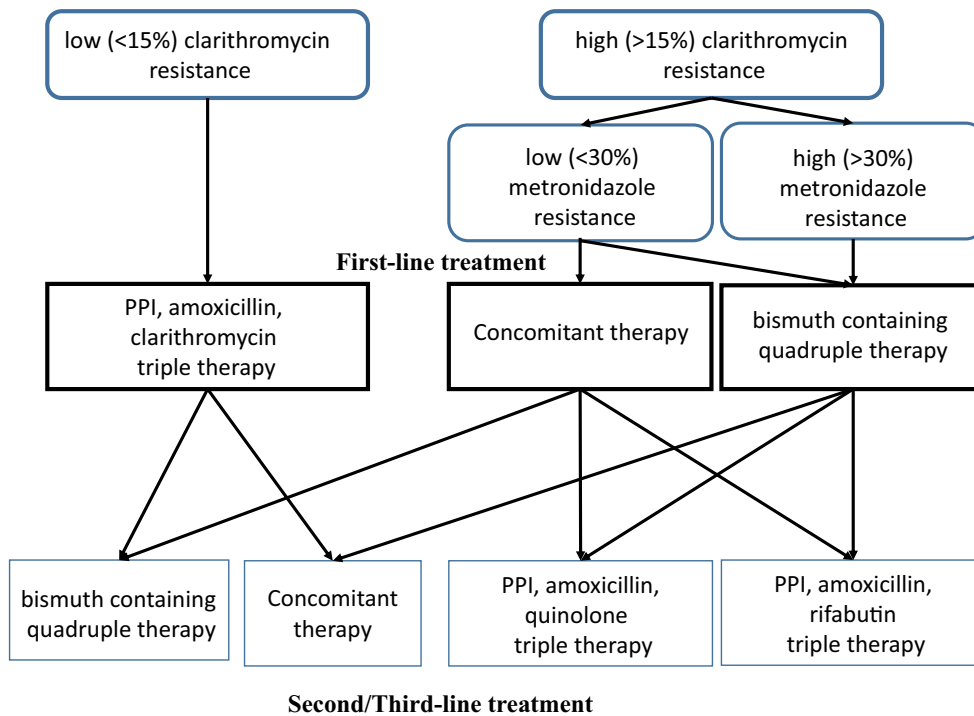 low (<15%) clarithromycin
resistance
high (>15%) clarithromycin
resistance
low (<30%)
metronidazole
resistance
high (>30%)
metronidazole
resistance
First-line treatment
PPI, amoxicillin,
clarithromycin
triple therapy
Concomitant therapy
bismuth containing
quadruple therapy
bismuth containing
quadruple therapy
Concomitant
therapy
PPI, amoxicillin,
quinolone
triple therapy
PPI, amoxicillin,
rifabutin
triple therapy
Second/Third-line treatment